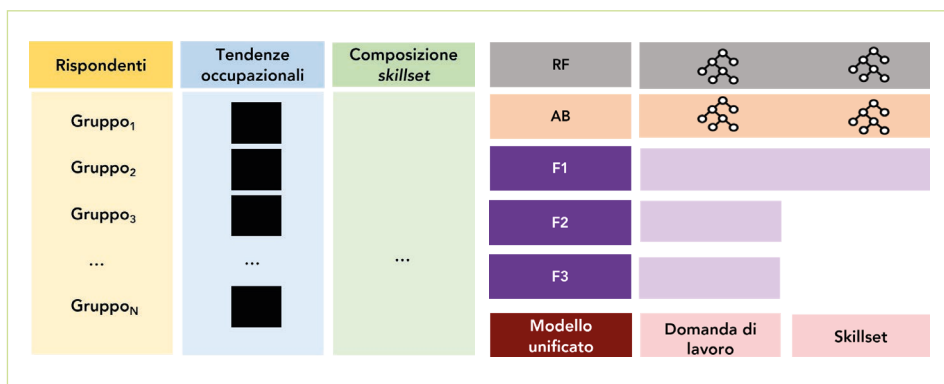 Rispondenti
Tendenze
occupazionali
Composizione
skillset
Gruppo₁
Gruppo₂
Gruppo₃
...
...
...
Gruppo_N
RF
AB
F1
F2
F3
Modello
unificato
Domanda di
lavoro
Skillset